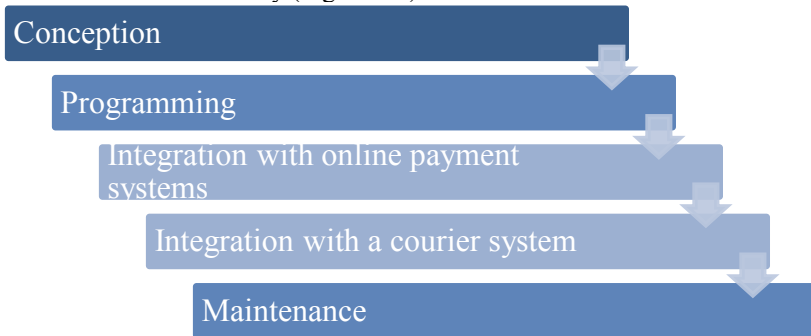 Conception
Programming
Integration with online payment
systems
Integration with a courier system
Maintenance